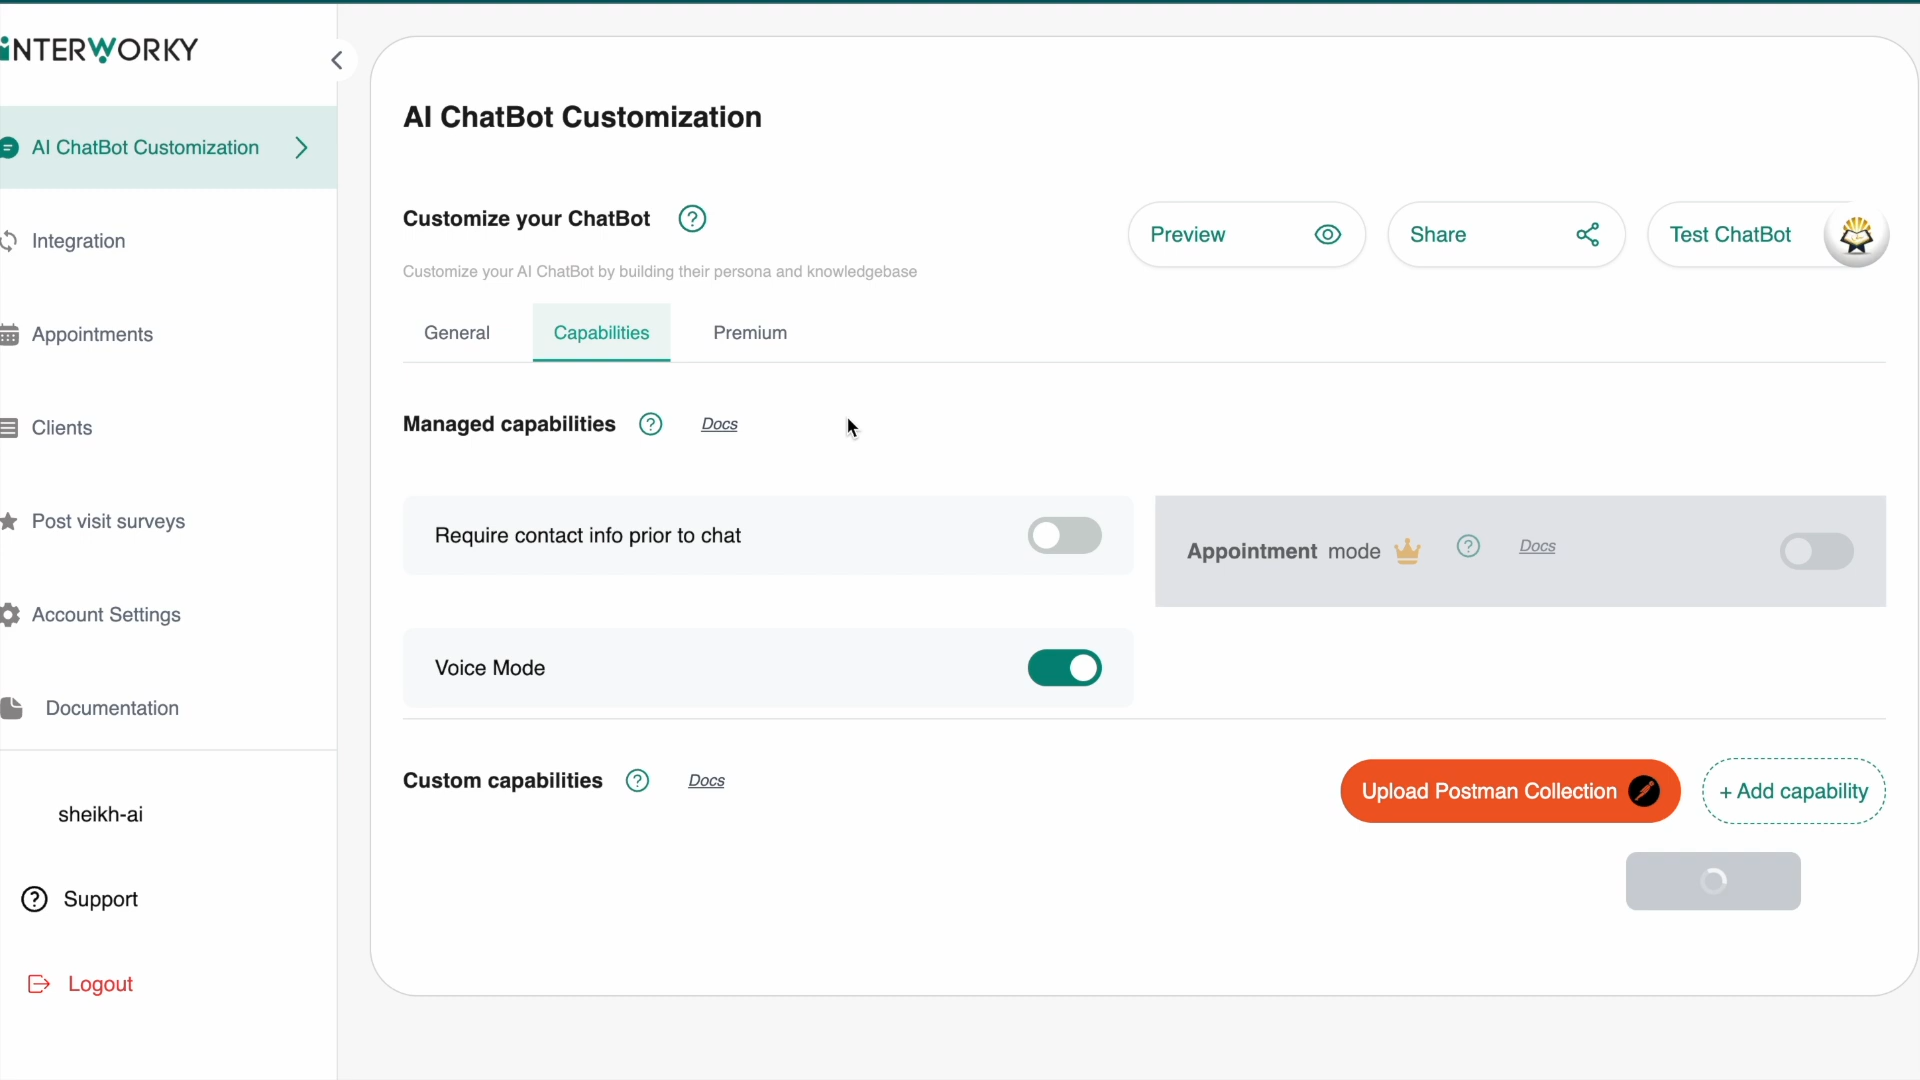 INTERWORKY
AI ChatBot Customization
Integration
Appointments
Clients
Post visit surveys
Account Settings
Documentation
sheikh-ai
Support
Logout
AI ChatBot Customization
Customize your ChatBot
Customize your AI ChatBot by building their persona and knowledgebase
Preview
Share
Test ChatBot
General
Capabilities
Premium
Managed capabilities
Docs
Require contact info prior to chat
Appointment mode
Docs
Voice Mode
Custom capabilities
Docs
Upload Postman Collection
+ Add capability